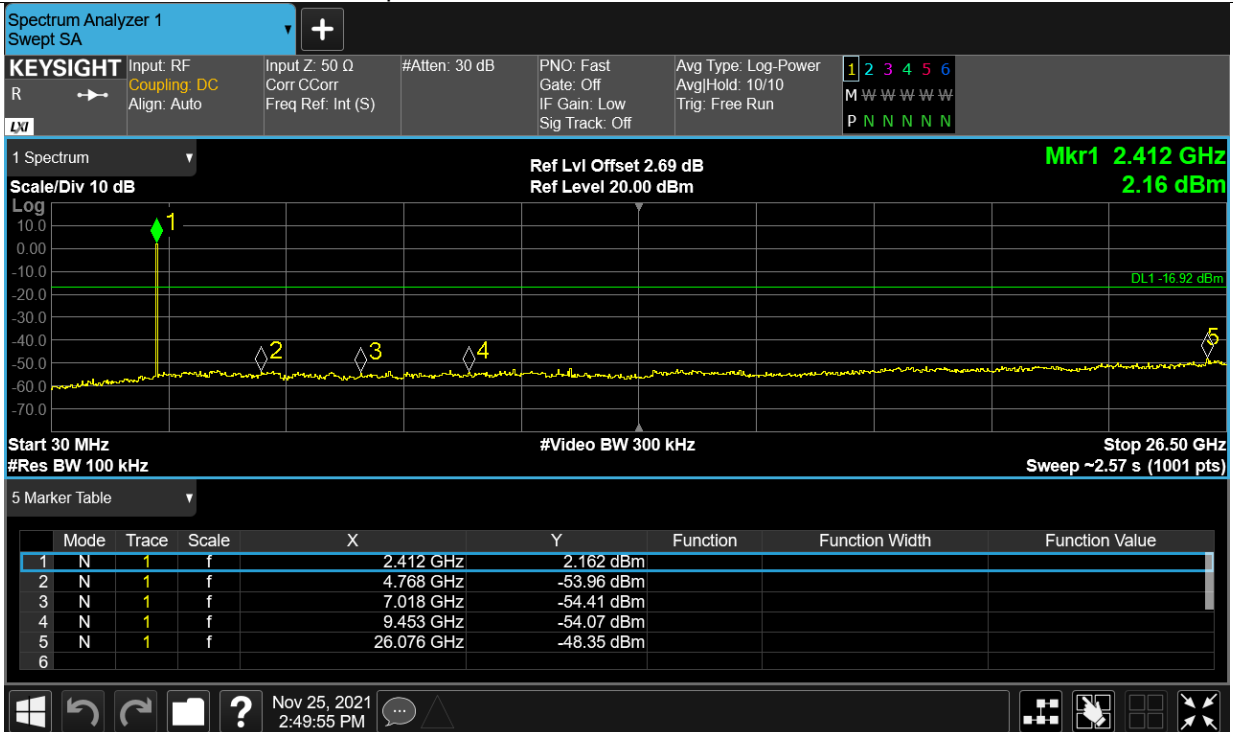 Spectrum Analyzer 1
Swept SA
+
KEYSIGHT Input: RF Input Z: 50 Ω #Atten: 30 dB PNO: Fast Avg Type: Log-Power 1 2 3 4 5 6
R Coupling: DC Corr CCorr Gate: Off Avg|Hold: 10/10 M W W W W W
Align: Auto Freq Ref: Int (S) IF Gain: Low Trig: Free Run
LXI Sig Track: Off P N N N N N
1 Spectrum Ref Lvl Offset 2.69 dB Mkr1 2.412 GHz
Scale/Div 10 dB Ref Level 20.00 dBm 2.16 dBm
Log
10.0 1
0.00
-10.0
DL1 -16.92 dBm
-20.0
-30.0
-40.0 2 3 4 5
-50.0
-60.0
-70.0
Start 30 MHz #Video BW 300 kHz Stop 26.50 GHz
#Res BW 100 kHz Sweep ~2.57 s (1001 pts)
5 Marker Table
Mode Trace Scale X Y Function Function Width Function Value
1 N 1 f 2.412 GHz 2.162 dBm
2 N 1 f 4.768 GHz -53.96 dBm
3 N 1 f 7.018 GHz -54.41 dBm
4 N 1 f 9.453 GHz -54.07 dBm
5 N 1 f 26.076 GHz -48.35 dBm
6
? Nov 25, 2021
2:49:55 PM